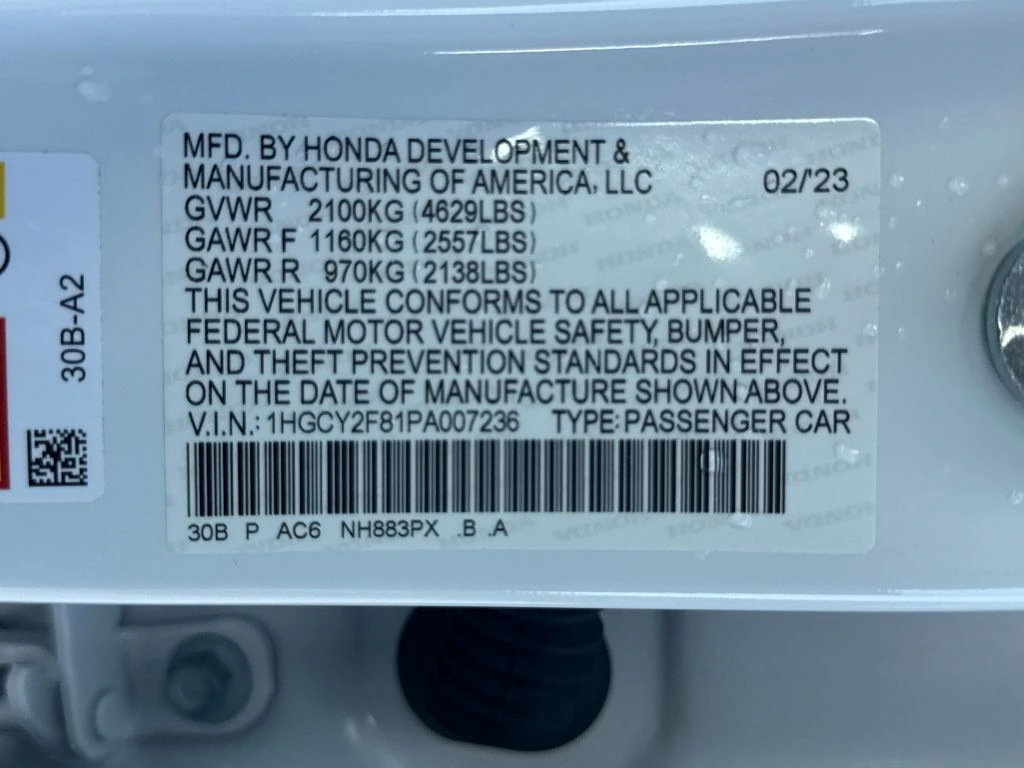 MFD. BY HONDA DEVELOPMENT &
MANUFACTURING OF AMERICA, LLC 02/'23
GVWR 2100KG (4629LBS)
GAWR F 1160KG (2557LBS)
GAWR R 970KG (2138LBS)
THIS VEHICLE CONFORMS TO ALL APPLICABLE
FEDERAL MOTOR VEHICLE SAFETY, BUMPER,
AND THEFT PREVENTION STANDARDS IN EFFECT
ON THE DATE OF MANUFACTURE SHOWN ABOVE.
V.I.N.: 1HGCY2F81PA007236 TYPE: PASSENGER CAR
30B P AC6 NH883PX .B .A
30B-A2